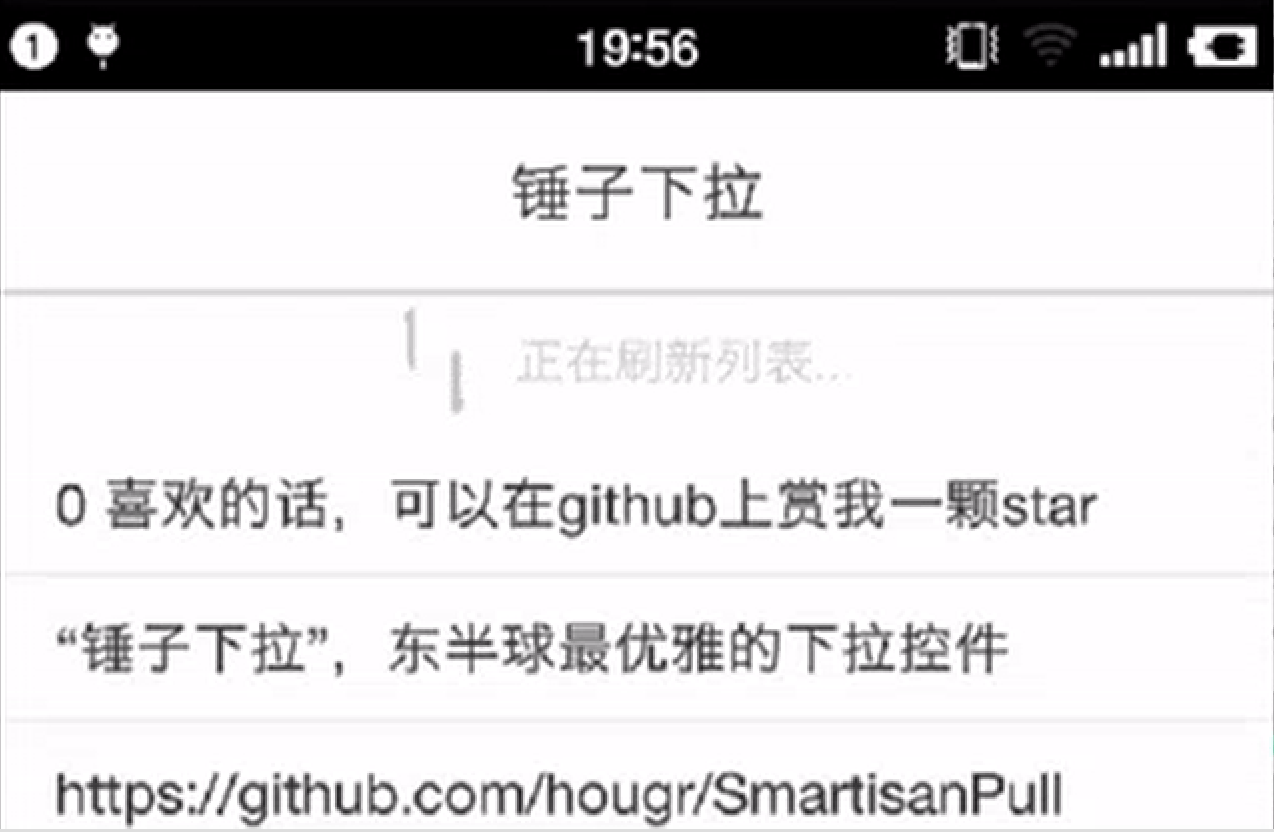 1
19:56
锤子下拉
正在刷新列表...
0 喜欢的话，可以在github上赏我一颗star
“锤子下拉”，东半球最优雅的下拉控件
https://github.com/hougr/SmartisanPull